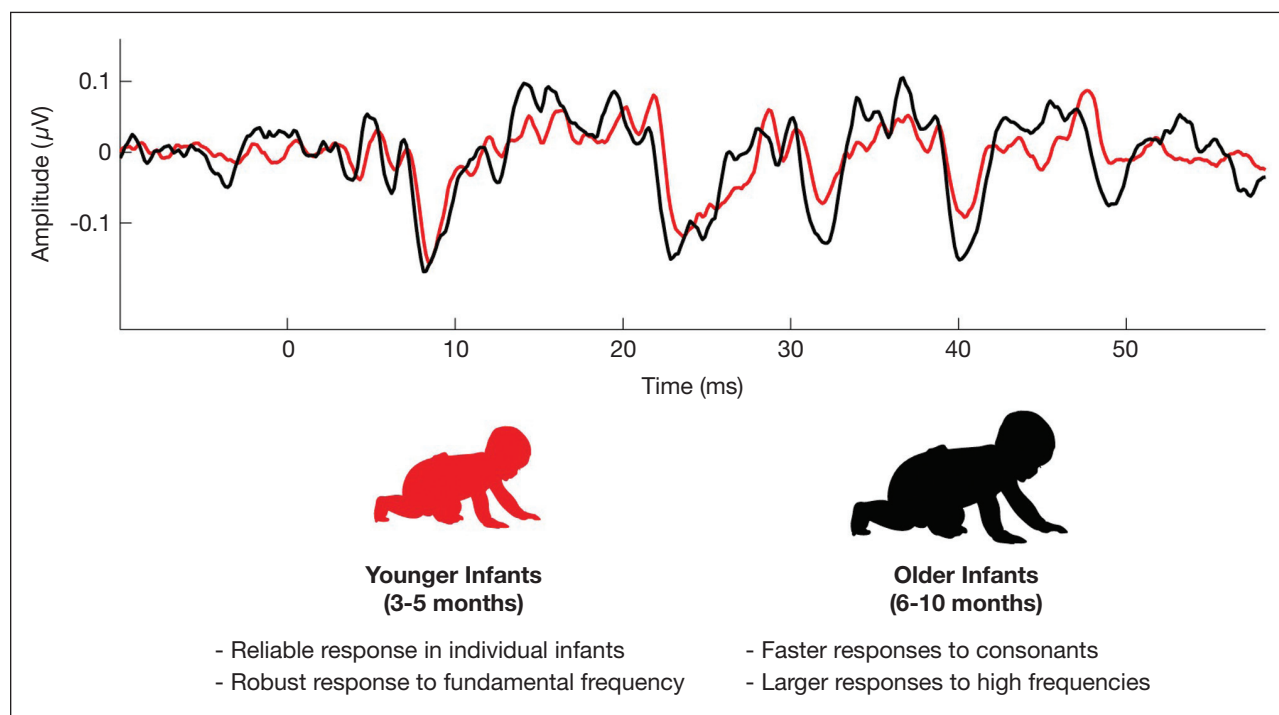 Amplitude (µV)
0.1
0
-0.1
0
10
20
30
40
50
Time (ms)
Younger Infants
(3-5 months)
- Reliable response in individual infants
- Robust response to fundamental frequency
Older Infants
(6-10 months)
- Faster responses to consonants
- Larger responses to high frequencies